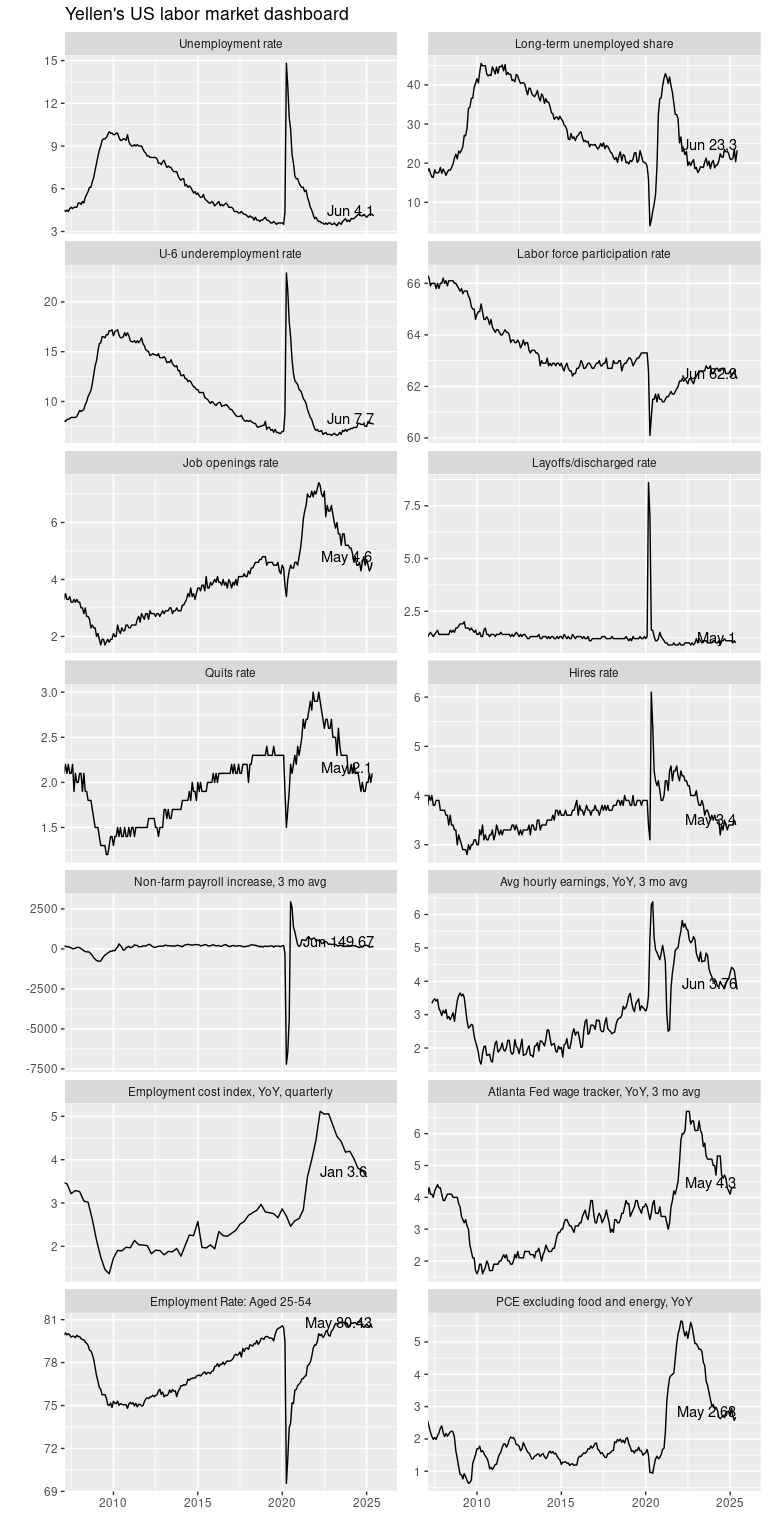 Yellen's US labor market dashboard
Unemployment rate
15
12
9
6
3
Jun 4.1
Long-term unemployed share
40
30
20
10
Jun 23.3
U-6 underemployment rate
20
15
10
Jun 7.7
Labor force participation rate
66
64
62
60
Jun 62.3
Job openings rate
6
4
2
May 4.6
Layoffs/discharged rate
7.5
5.0
2.5
May 1
Quits rate
3.0
2.5
2.0
1.5
May 2.1
Hires rate
6
5
4
3
May 3.4
Non-farm payroll increase, 3 mo avg
2500
0
-2500
-5000
-7500
Jun 149.67
Avg hourly earnings, YoY, 3 mo avg
6
5
4
3
2
Jun 3.76
Employment cost index, YoY, quarterly
5
4
3
2
Jan 3.6
Atlanta Fed wage tracker, YoY, 3 mo avg
6
5
4
3
2
May 4.3
Employment Rate: Aged 25-54
81
78
75
72
69
May 80.43
2010
2015
2020
2025
PCE excluding food and energy, YoY
5
4
3
2
1
May 2.68
2010
2015
2020
2025